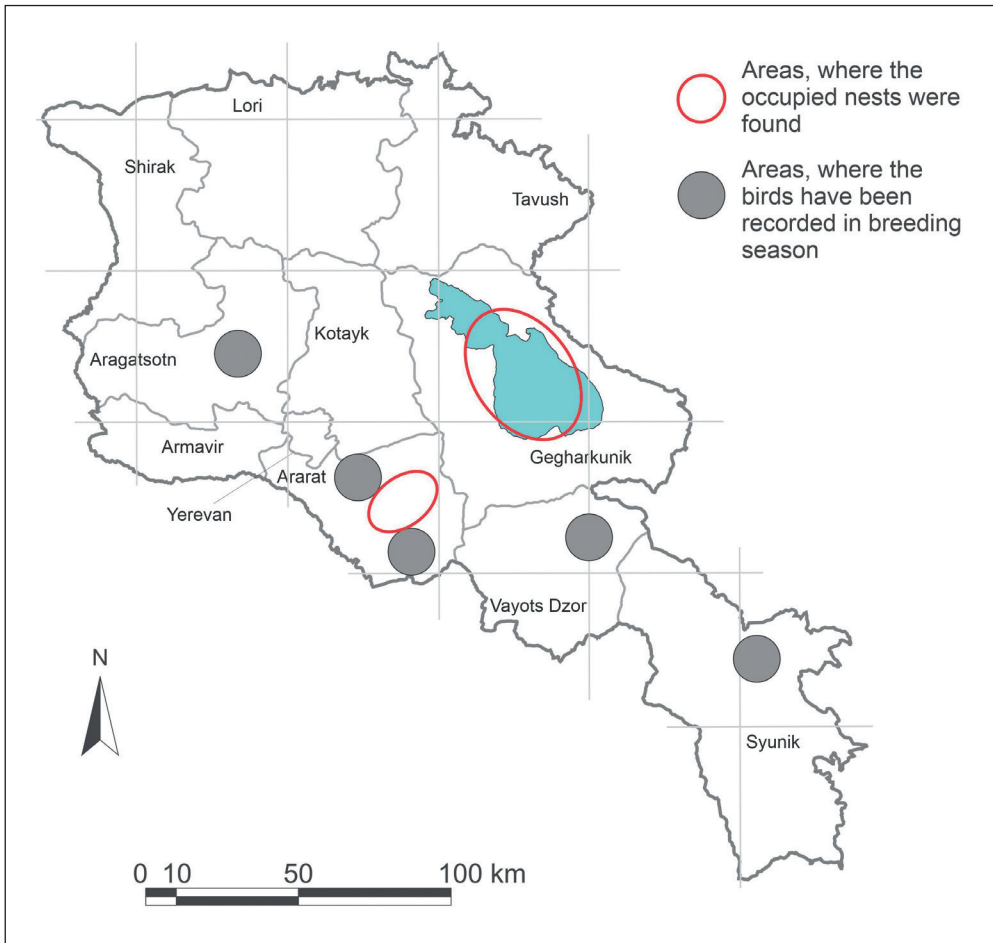 Areas, where the
occupied nests were
found
Areas, where the
birds have been
recorded in breeding
season
Lori
Shirak
Tavush
Kotayk
Aragatsotn
Armavir
Gegharkunik
Ararat
Yerevan
Vayots Dzor
N
Syunik
0 10 50 100 km